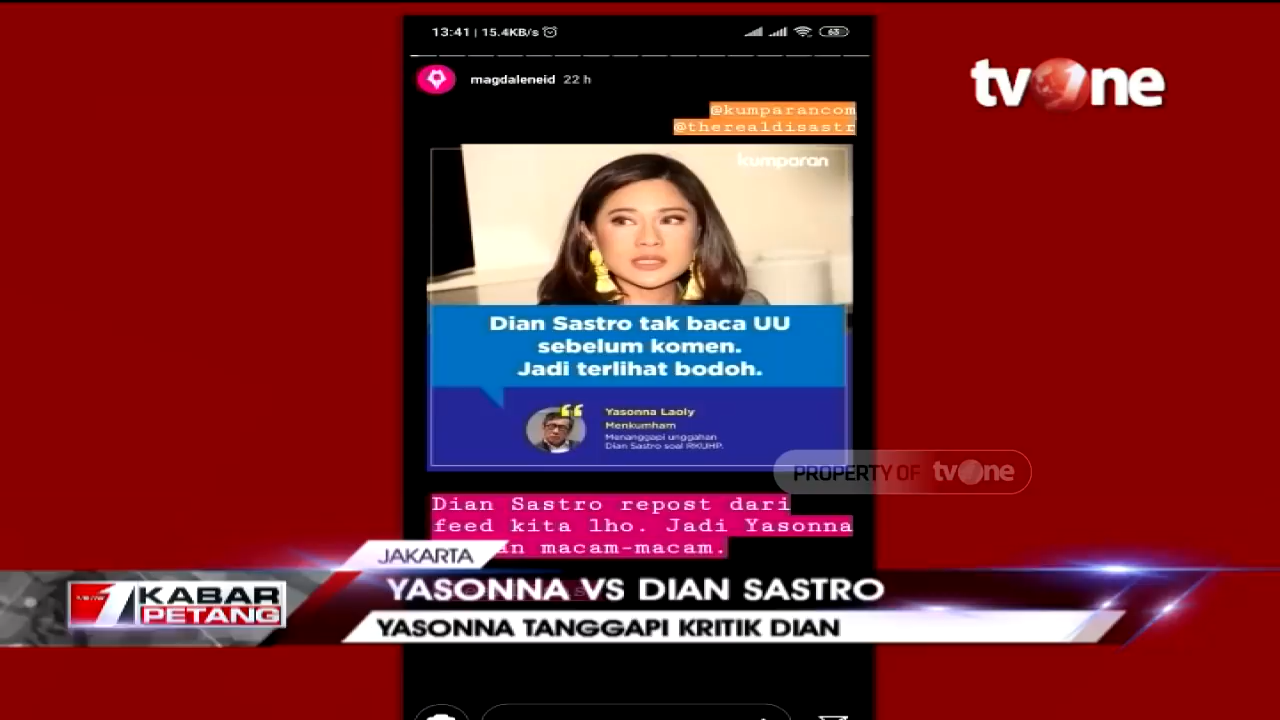 13:41 | 15.4KB/s
63
magdaleneid 22 h
tvOne
@kumparancom
@therealdisastr
kumparan
Dian Sastro tak baca UU
sebelum komen.
Jadi terlihat bodoh.
Yasonna Laoly
Menkumham
Menanggapi unggahan
Dian Sastro soal RKUHP.
PROPERTY OF tvOne
Dian Sastro repost dari
feed kita lho. Jadi Yasonna
macam-macam.
JAKARTA
YASONNA VS DIAN SASTRO
KABAR
PETANG
YASONNA TANGGAPI KRITIK DIAN